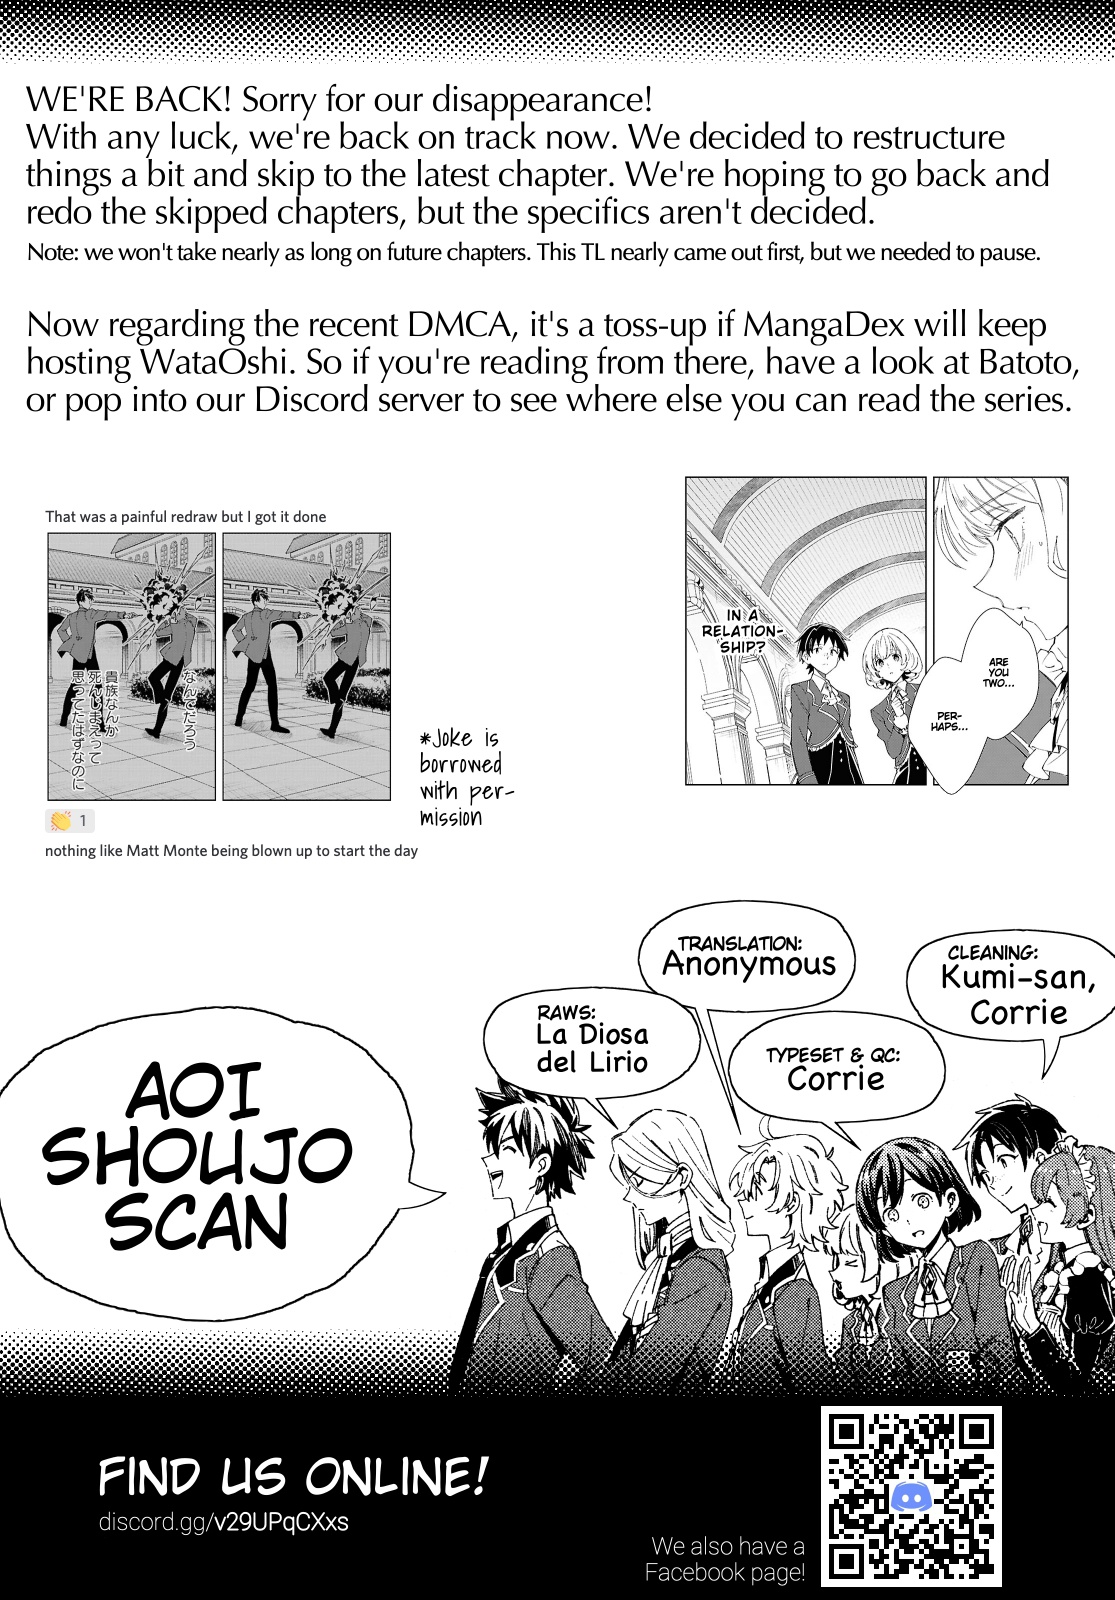 WE'RE BACK! Sorry for our disappearance!
With any luck, we're back on track now. We decided to restructure
things a bit and skip to the latest chapter. We're hoping to go back and
redo the skipped chapters, but the specifics aren't decided.
Note: we won't take nearly as long on future chapters. This TL nearly came out first, but we needed to pause.
Now regarding the recent DMCA, it's a toss-up if MangaDex will keep
hosting WataOshi. So if you're reading from there, have a look at Batoto,
or pop into our Discord server to see where else you can read the series.
That was a painful redraw but I got it done
なんでだろう
貴族なんか
死んじまえって
思ってたはずなのに
1
nothing like Matt Monte being blown up to start the day
*Joke is
borrowed
with per-
mission
IN A
RELATION-
SHIP?
ARE
YOU
TWO...
PER-
HAPS...
TRANSLATION:
Anonymous
CLEANING:
Kumi-san,
Corrie
RAWS:
La Diosa
del Lirio
TYPESET & QC:
Corrie
AOI
SHOUJO
SCAN
FIND US ONLINE!
discord.gg/v29UPqCXxs
We also have a
Facebook page!